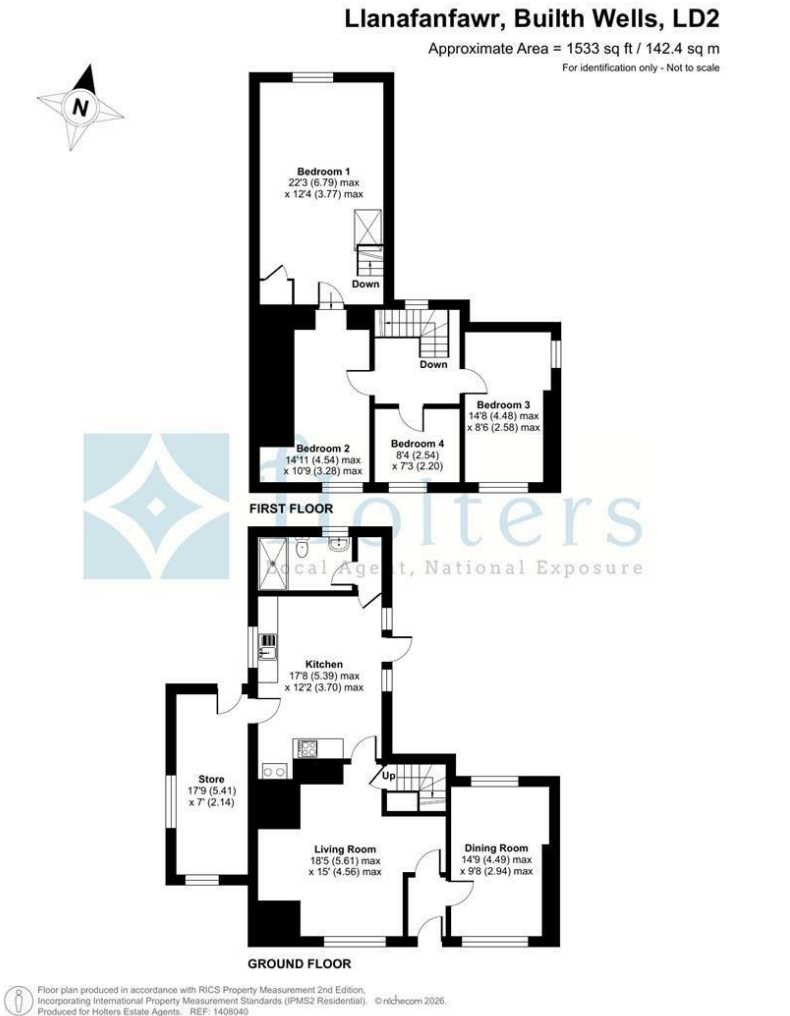 Llanafanfawr, Builth Wells, LD2
Approximate Area = 1533 sq ft / 142.4 sq m
For identification only - Not to scale
N
Bedroom 1
22'3 (6.79) max
x 12'4 (3.77) max
Down
Down
Bedroom 3
14'8 (4.48) max
x 8'6 (2.58) max
Bedroom 4
8'4 (2.54)
x 7'3 (2.20)
Bedroom 2
14'11 (4.54) max
x 10'9 (3.28) max
FIRST FLOOR
Holters
Local Agent, National Exposure
Kitchen
17'8 (5.39) max
x 12'2 (3.70) max
Up
Store
17'9 (5.41)
x 7' (2.14)
Living Room
18'5 (5.61) max
x 15' (4.56) max
Dining Room
14'9 (4.49) max
x 9'8 (2.94) max
GROUND FLOOR
Floor plan produced in accordance with RICS Property Measurement 2nd Edition,
Incorporating International Property Measurement Standards (IPMS2 Residential). © nichecom 2026.
Produced for Holters Estate Agents. REF: 1408040